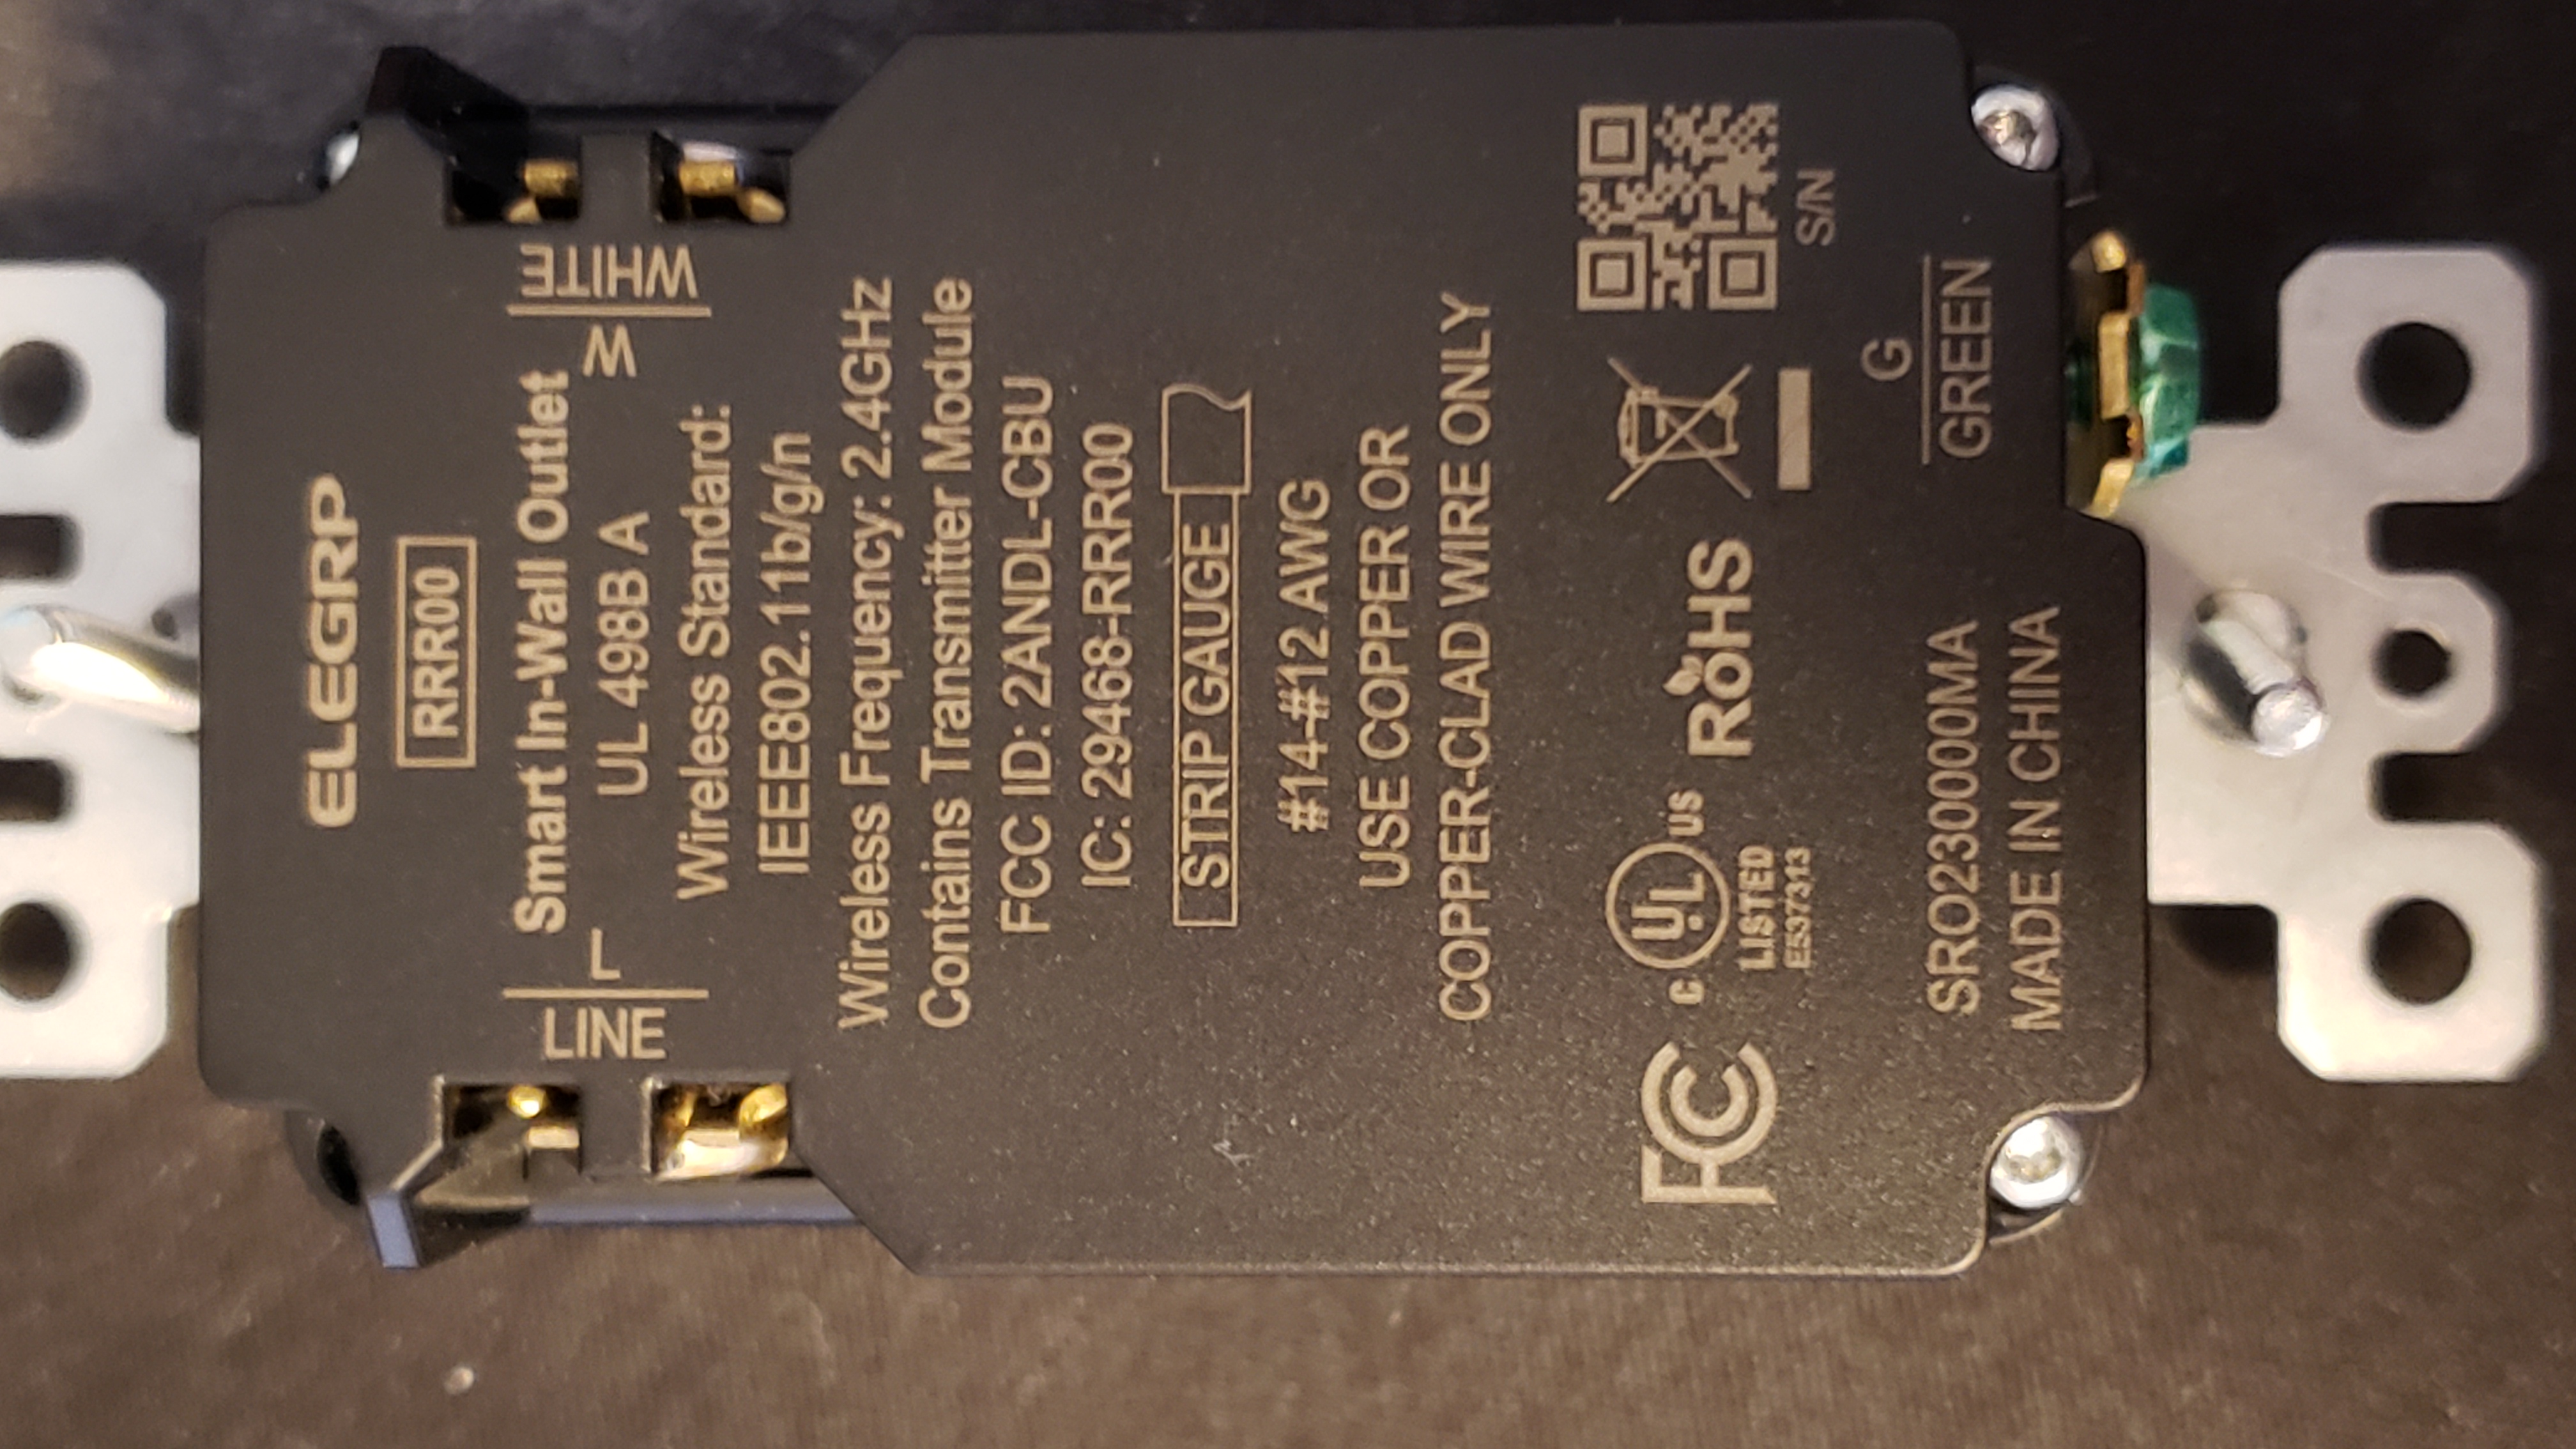 ELEGRP
RRR00
Smart In-Wall Outlet
LINE
L
W
WHITE
UL 498B A
Wireless Standard:
IEEE802.11b/g/n
Wireless Frequency: 2.4GHz
Contains Transmitter Module
FCC ID: 2ANDL-CBU
IC: 29468-RRR00
STRIP GAUGE
#14-#12 AWG
USE COPPER OR
COPPER-CLAD WIRE ONLY
FC
C UL US
LISTED
E537313
RoHS
S/N
G
GREEN
SRO230000MA
MADE IN CHINA